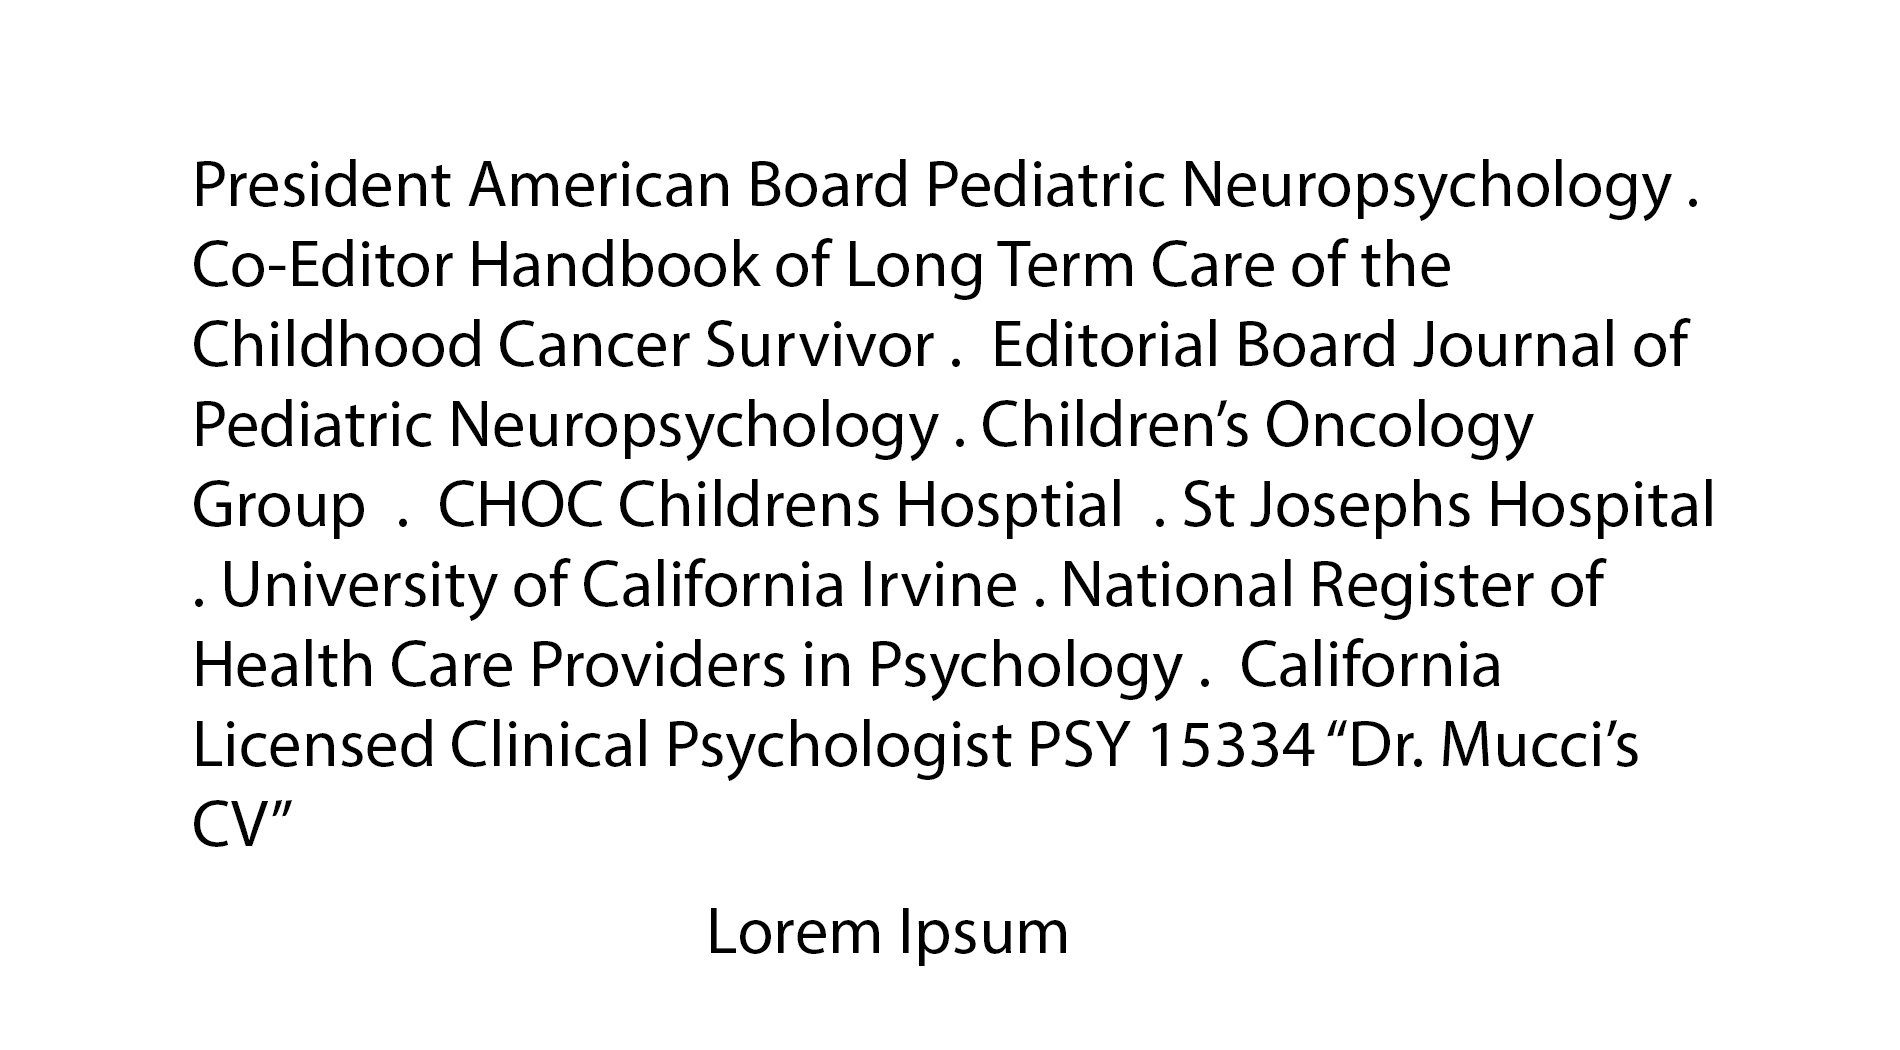 President American Board Pediatric Neuropsychology .
Co-Editor Handbook of Long Term Care of the
Childhood Cancer Survivor .  Editorial Board Journal of
Pediatric Neuropsychology . Children’s Oncology
Group  .  CHOC Childrens Hosptial  . St Josephs Hospital
. University of California Irvine . National Register of
Health Care Providers in Psychology .  California
Licensed Clinical Psychologist PSY 15334 “Dr. Mucci’s
CV”
Lorem Ipsum